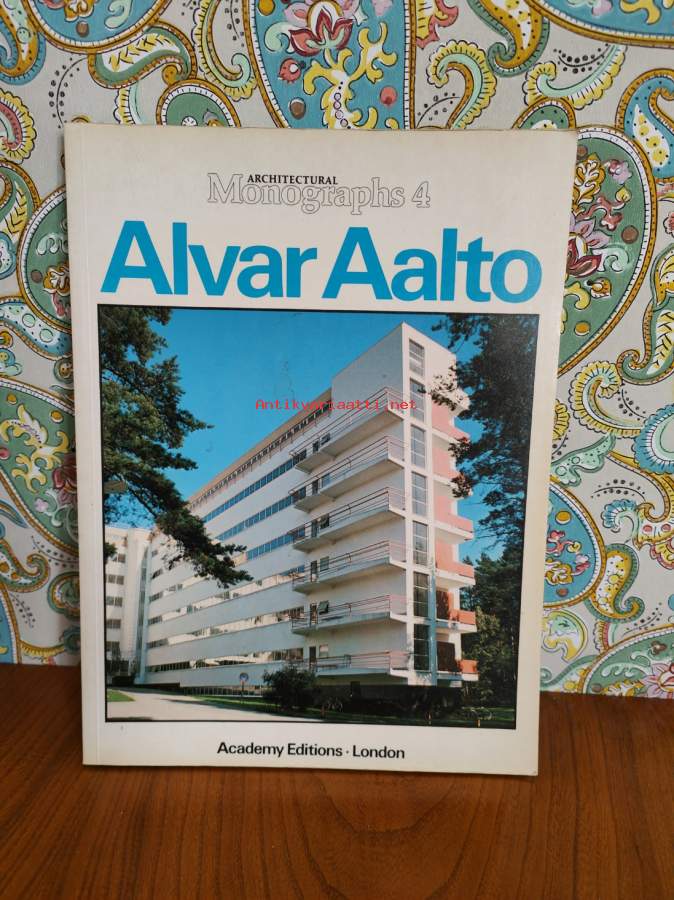 ARCHITECTURAL
Monographs 4
Alvar Aalto
Antikvariaatti.net
Academy Editions · London